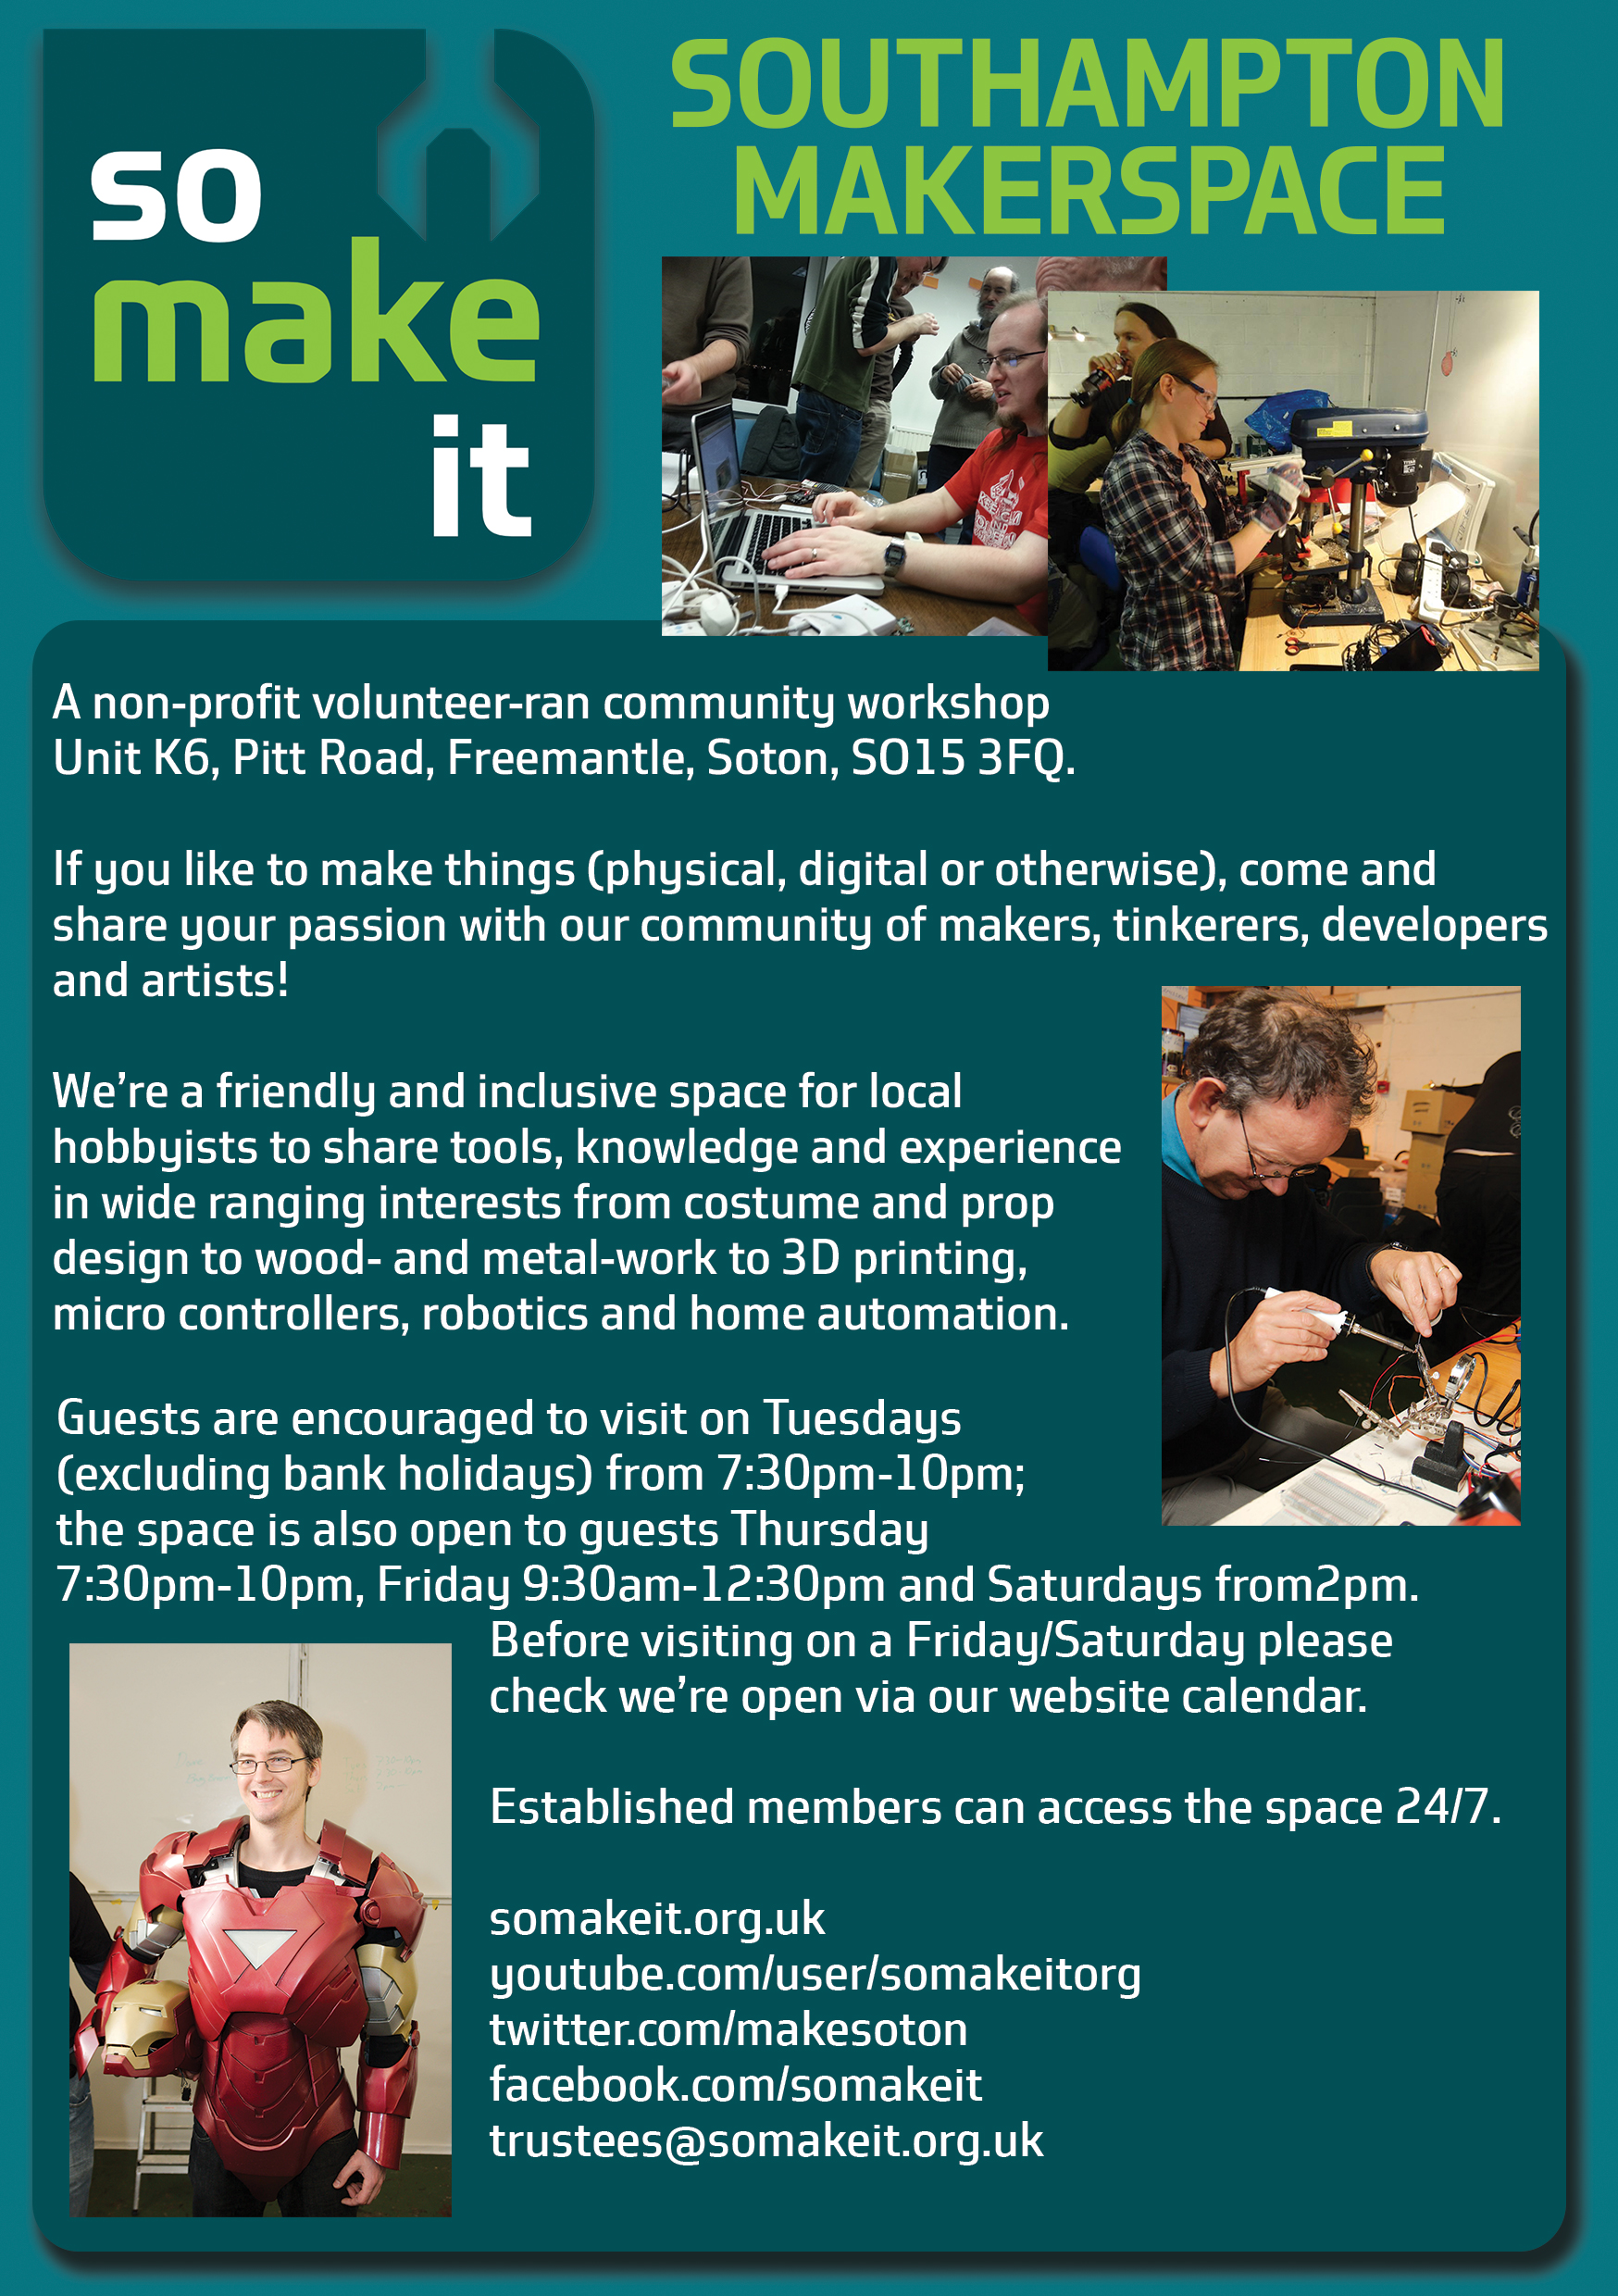 so
make
it
SOUTHAMPTON
MAKERSPACE
A non-profit volunteer-ran community workshop
Unit K6, Pitt Road, Freemantle, Soton, SO15 3FQ.
If you like to make things (physical, digital or otherwise), come and
share your passion with our community of makers, tinkerers, developers
and artists!
We're a friendly and inclusive space for local
hobbyists to share tools, knowledge and experience
in wide ranging interests from costume and prop
design to wood- and metal-work to 3D printing,
micro controllers, robotics and home automation.
Guests are encouraged to visit on Tuesdays
(excluding bank holidays) from 7:30pm-10pm;
the space is also open to guests Thursday
7:30pm-10pm, Friday 9:30am-12:30pm and Saturdays from2pm.
Before visiting on a Friday/Saturday please
check we're open via our website calendar.
Established members can access the space 24/7.
somakeit.org.uk
youtube.com/user/somakeitorg
twitter.com/makesoton
facebook.com/somakeit
trustees@somakeit.org.uk